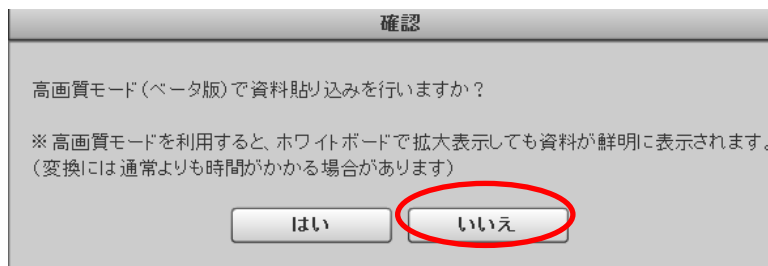 確認
高画質モード(ベータ版)で資料貼り込みを行いますか?
※高画質モードを利用すると、ホワイトボードで拡大表示しても資料が鮮明に表示されます。
(変換には通常よりも時間がかかる場合があります)
はい いいえ